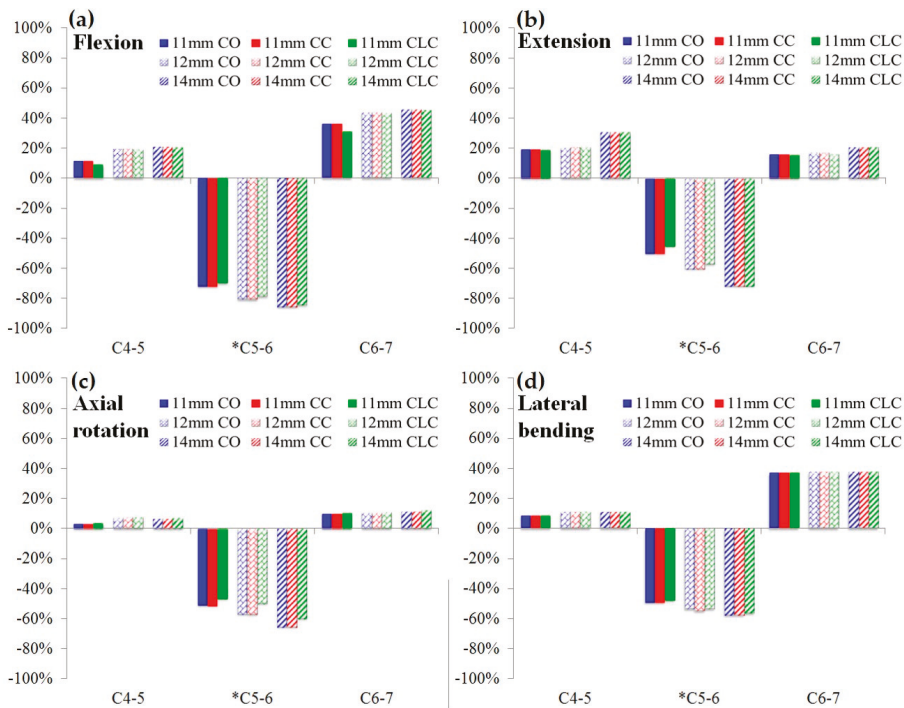 (a)
Flexion
11mm CO 11mm CC 11mm CLC
12mm CO 12mm CC 12mm CLC
14mm CO 14mm CC 14mm CLC
100%
80%
60%
40%
20%
0%
-20%
-40%
-60%
-80%
-100%
C4-5 *C5-6 C6-7
(b)
Extension
11mm CO 11mm CC 11mm CLC
12mm CO 12mm CC 12mm CLC
14mm CO 14mm CC 14mm CLC
100%
80%
60%
40%
20%
0%
-20%
-40%
-60%
-80%
-100%
C4-5 *C5-6 C6-7
(c)
Axial
rotation
11mm CO 11mm CC 11mm CLC
12mm CO 12mm CC 12mm CLC
14mm CO 14mm CC 14mm CLC
100%
80%
60%
40%
20%
0%
-20%
-40%
-60%
-80%
-100%
C4-5 *C5-6 C6-7
(d)
Lateral
bending
11mm CO 11mm CC 11mm CLC
12mm CO 12mm CC 12mm CLC
14mm CO 14mm CC 14mm CLC
100%
80%
60%
40%
20%
0%
-20%
-40%
-60%
-80%
-100%
C4-5 *C5-6 C6-7